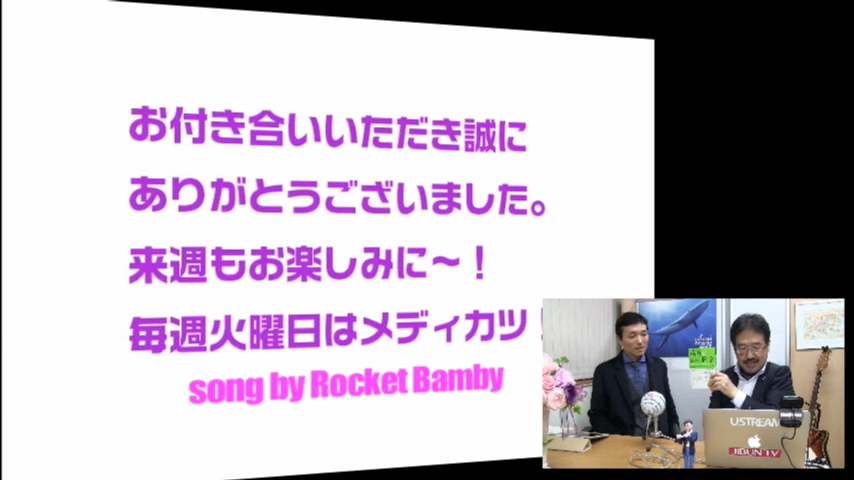 お付き合いいただき誠に
ありがとうございました。
来週もお楽しみに～！
毎週火曜日はメディカツ！
song by Rocket Bamby
USTREAM
JIBUN TV